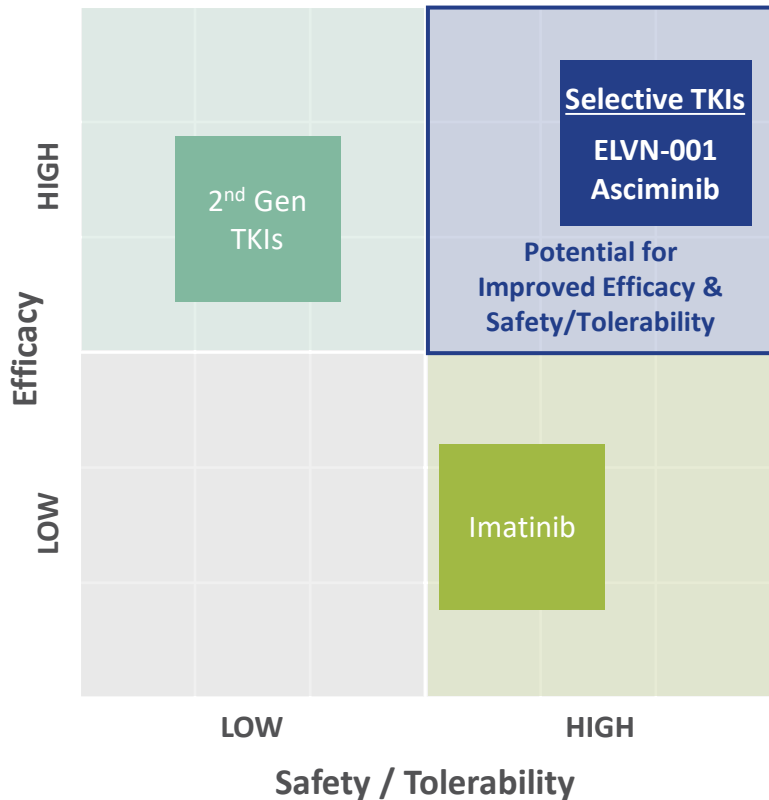 HIGH
LOW
Efficacy
2nd Gen
TKIs
Selective TKIs
ELVN-001
Asciminib
Potential for
Improved Efficacy &
Safety/Tolerability
Imatinib
LOW
HIGH
Safety / Tolerability